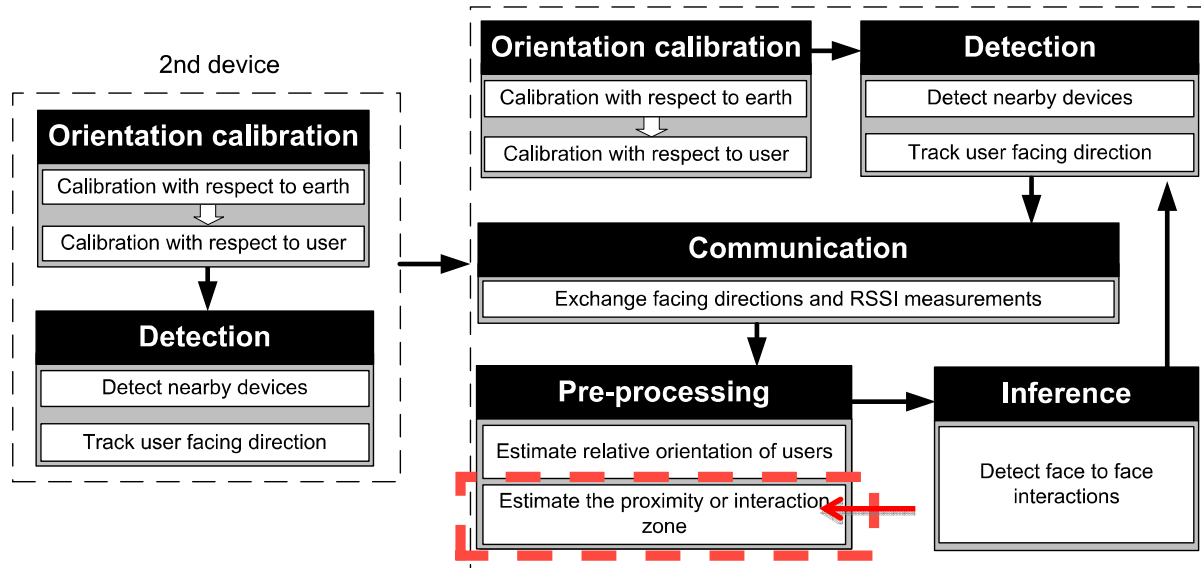 2nd device
Orientation calibration
Calibration with respect to earth
Calibration with respect to user
Detection
Detect nearby devices
Track user facing direction
Orientation calibration
Calibration with respect to earth
Calibration with respect to user
Detection
Detect nearby devices
Track user facing direction
Communication
Exchange facing directions and RSSI measurements
Pre-processing
Estimate relative orientation of users
Estimate the proximity or interaction
zone
Inference
Detect face to face
interactions